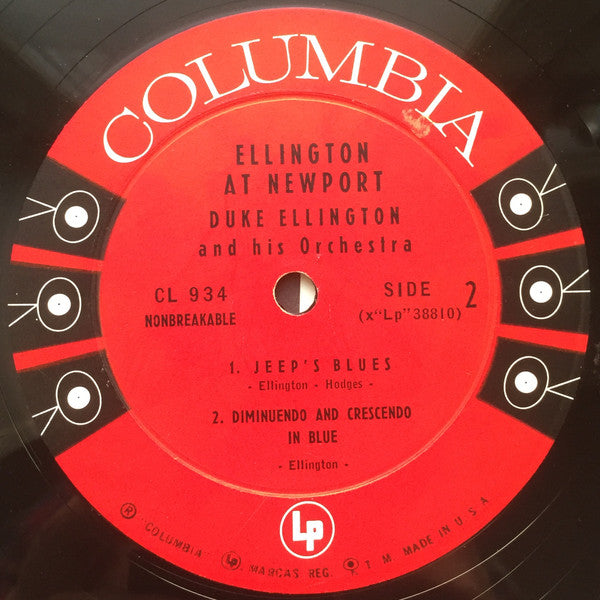 COLUMBIA
ELLINGTON
AT NEWPORT
DUKE ELLINGTON
and his Orchestra
CL 934
NONBREAKABLE
SIDE 2
(x"Lp"38810)
1. JEEP'S BLUES
- Ellington - Hodges -
2. DIMINUENDO AND CRESCENDO
IN BLUE
- Ellington -
Lp
® "COLUMBIA" Lp MARCAS REG. T M MADE IN U.S.A